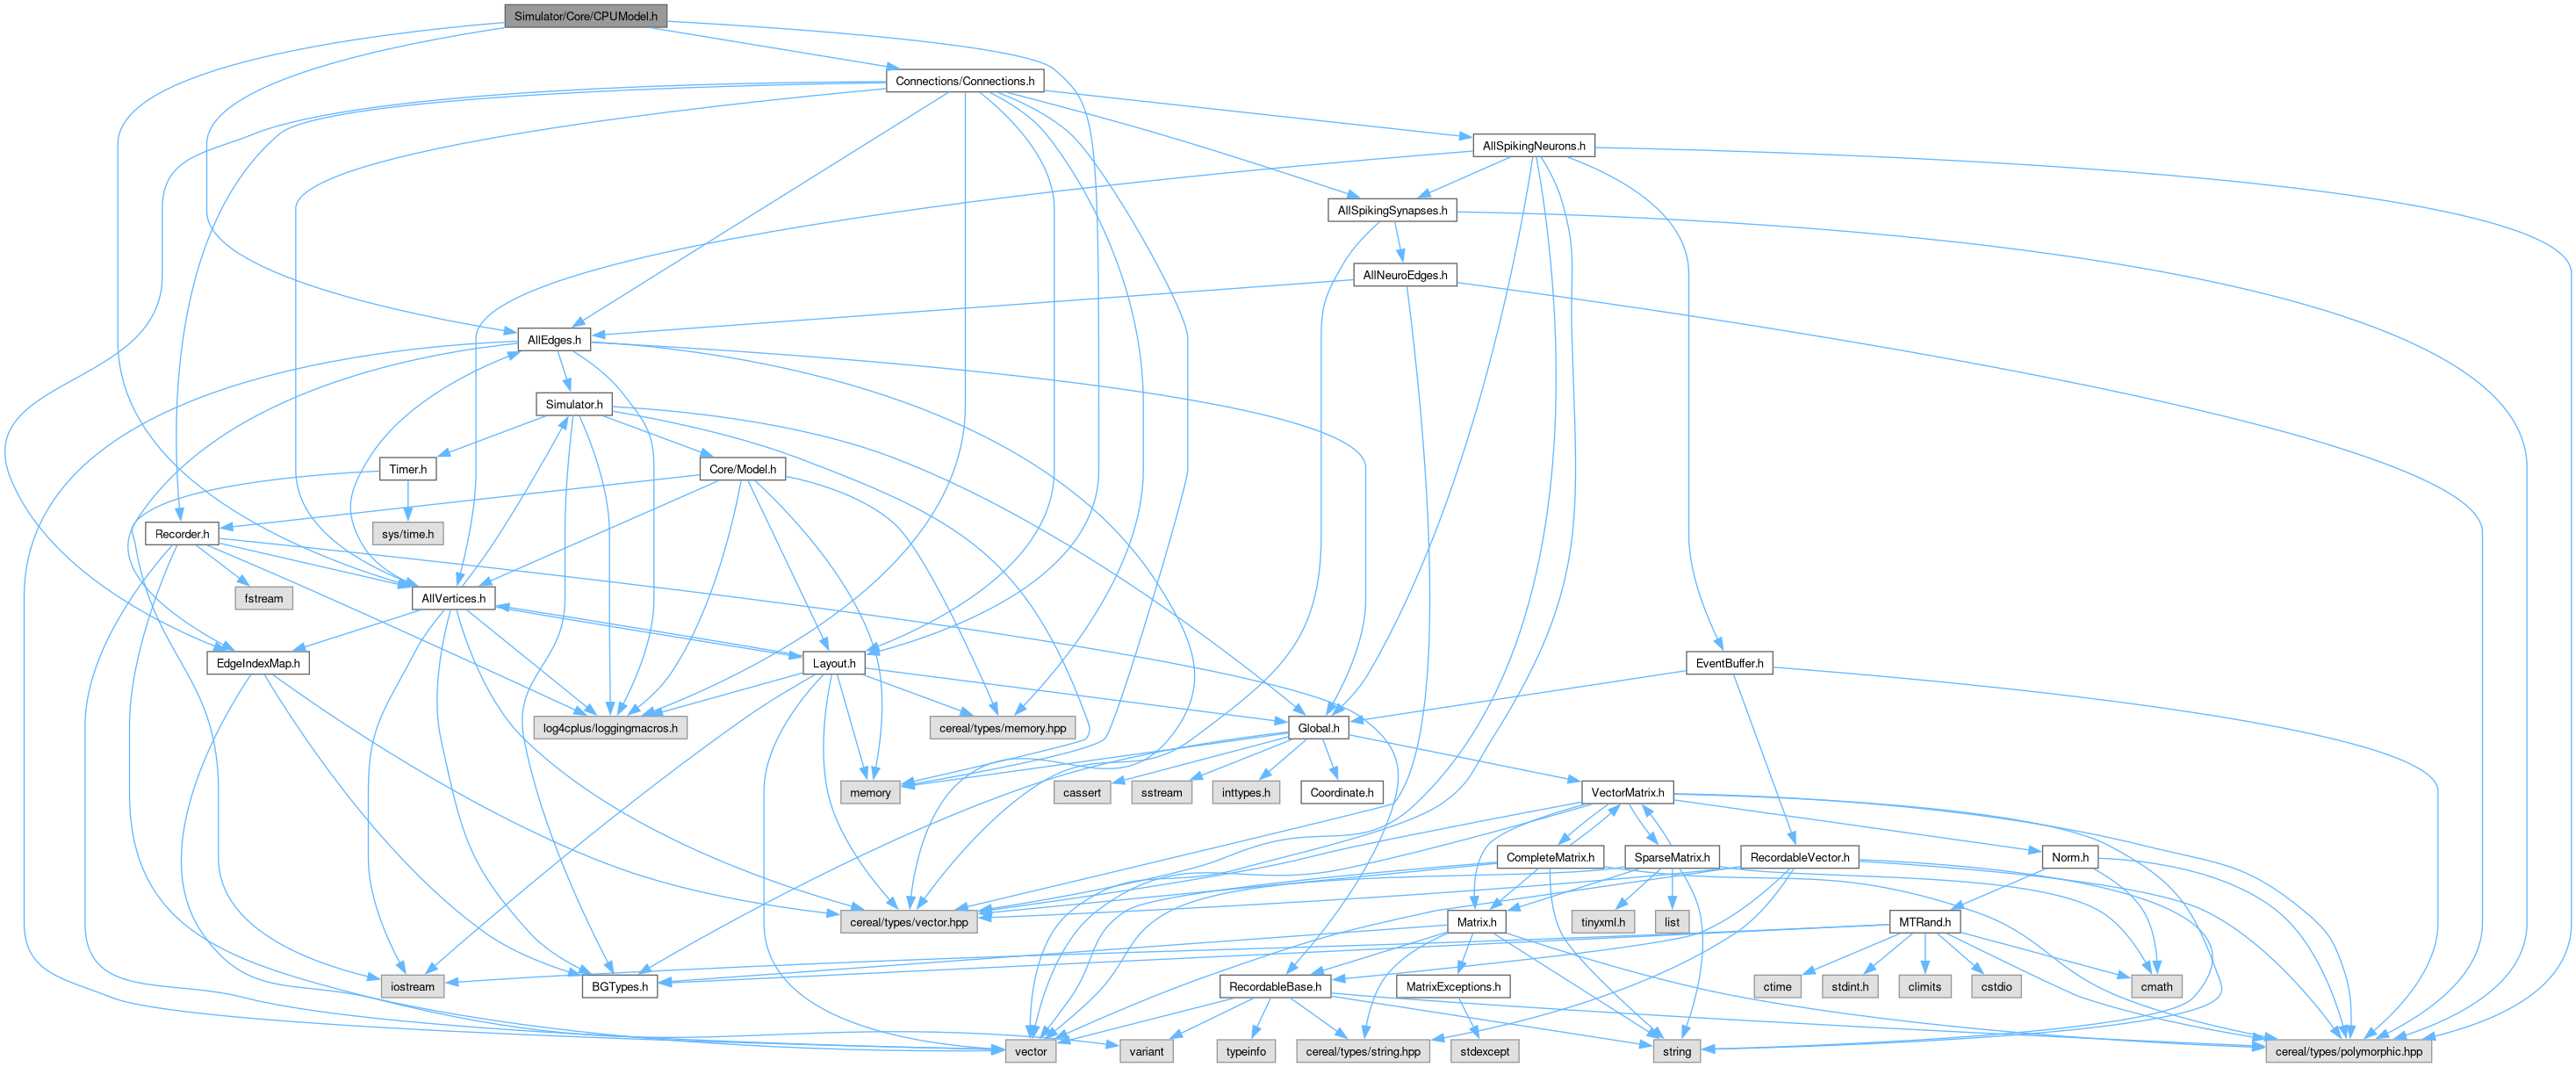 Simulator/Core/CPUModel.h
Connections/Connections.h
AllSpikingNeurons.h
AllSpikingSynapses.h
AllNeuroEdges.h
AllEdges.h
Simulator.h
Timer.h
Core/Model.h
Recorder.h
sys/time.h
fstream
AllVertices.h
EdgeIndexMap.h
Layout.h
EventBuffer.h
log4cplus/loggingmacros.h
cereal/types/memory.hpp
Global.h
memory
cassert
sstream
inttypes.h
Coordinate.h
VectorMatrix.h
CompleteMatrix.h
SparseMatrix.h
RecordableVector.h
Norm.h
cereal/types/vector.hpp
Matrix.h
tinyxml.h
list
MTRand.h
iostream
BGTypes.h
RecordableBase.h
MatrixExceptions.h
ctime
stdint.h
climits
cstdio
cmath
vector
variant
typeinfo
cereal/types/string.hpp
stdexcept
string
cereal/types/polymorphic.hpp